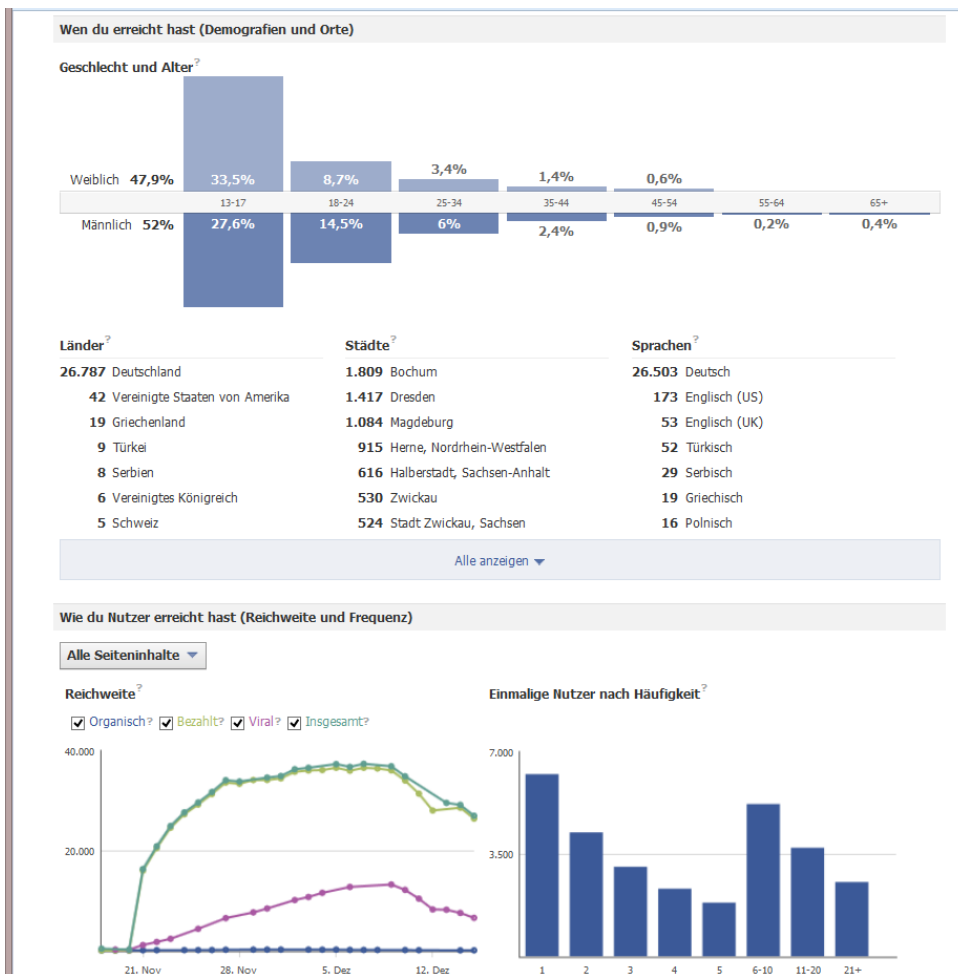 Wen du erreicht hast (Demografien und Orte)
Geschlecht und Alter?
Weiblich 47,9% 33,5% 8,7% 3,4% 1,4% 0,6%
13-17 18-24 25-34 35-44 45-54 55-64 65+
Männlich 52% 27,6% 14,5% 6% 2,4% 0,9% 0,2% 0,4%
Länder? Städte? Sprachen?
26.787 Deutschland 1.809 Bochum 26.503 Deutsch
42 Vereinigte Staaten von Amerika 1.417 Dresden 173 Englisch (US)
19 Griechenland 1.084 Magdeburg 53 Englisch (UK)
9 Türkei 915 Herne, Nordrhein-Westfalen 52 Türkisch
8 Serbien 616 Halberstadt, Sachsen-Anhalt 29 Serbisch
6 Vereinigtes Königreich 530 Zwickau 19 Griechisch
5 Schweiz 524 Stadt Zwickau, Sachsen 16 Polnisch
Alle anzeigen
Wie du Nutzer erreicht hast (Reichweite und Frequenz)
Alle Seiteninhalte
Reichweite? Einmalige Nutzer nach Häufigkeit?
Organisch? Bezahlt? Viral? Insgesamt?
40.000 7.000
20.000 3.500
21. Nov 28. Nov 5. Dez 12. Dez 1 2 3 4 5 6-10 11-20 21+